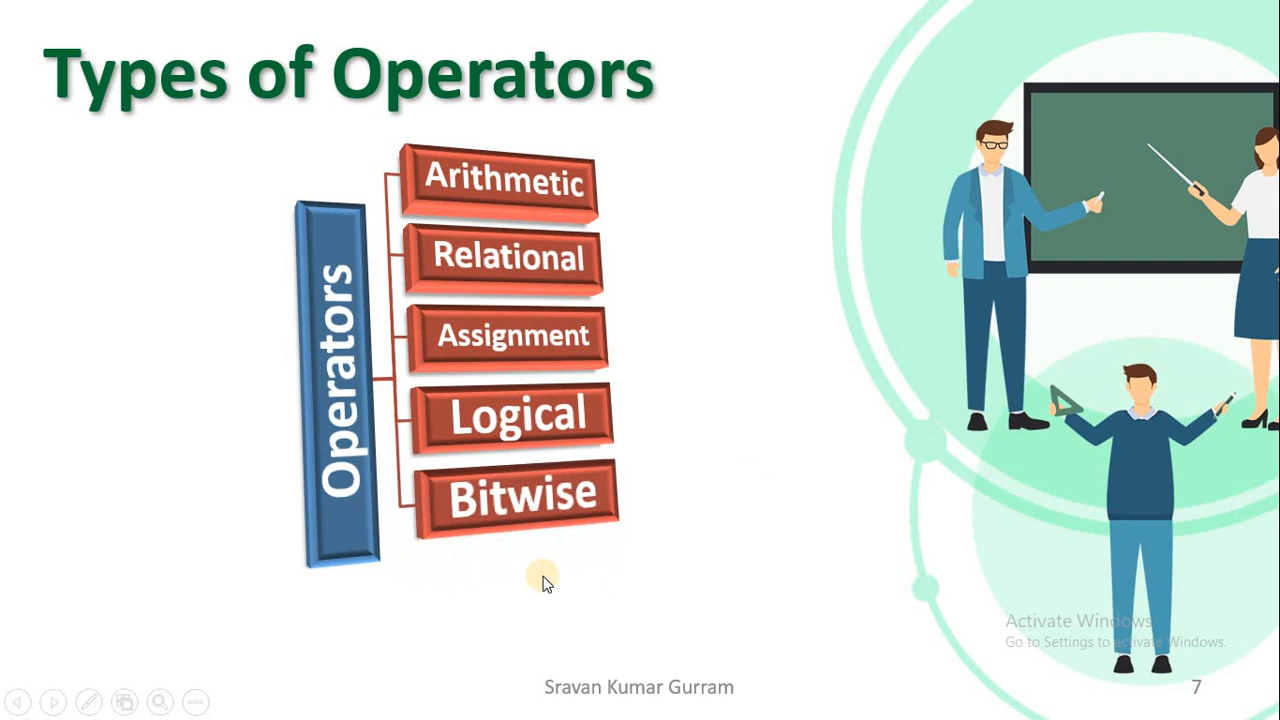 Types of Operators
Operators
Arithmetic
Relational
Assignment
Logical
Bitwise
Activate Windows
Go to Settings to activate Windows.
Sravan Kumar Gurram
7